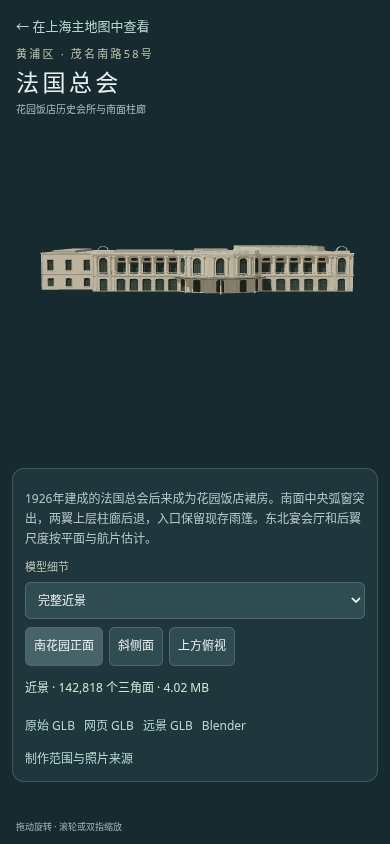 ← 在上海主地图中查看
黄浦区 · 茂名南路58号
法国总会
花园饭店历史会所与南面柱廊
1926年建成的法国总会后来成为花园饭店裙房。南面中央弧窗突
出，两翼上层柱廊后退，入口保留现存雨篷。东北宴会厅和后翼
尺度按平面与航片估计。
模型细节
完整近景
南花园正面 斜侧面 上方俯视
近景 · 142,818 个三角面 · 4.02 MB
原始 GLB 网页 GLB 远景 GLB Blender
制作范围与照片来源
拖动旋转 · 滚轮或双指缩放